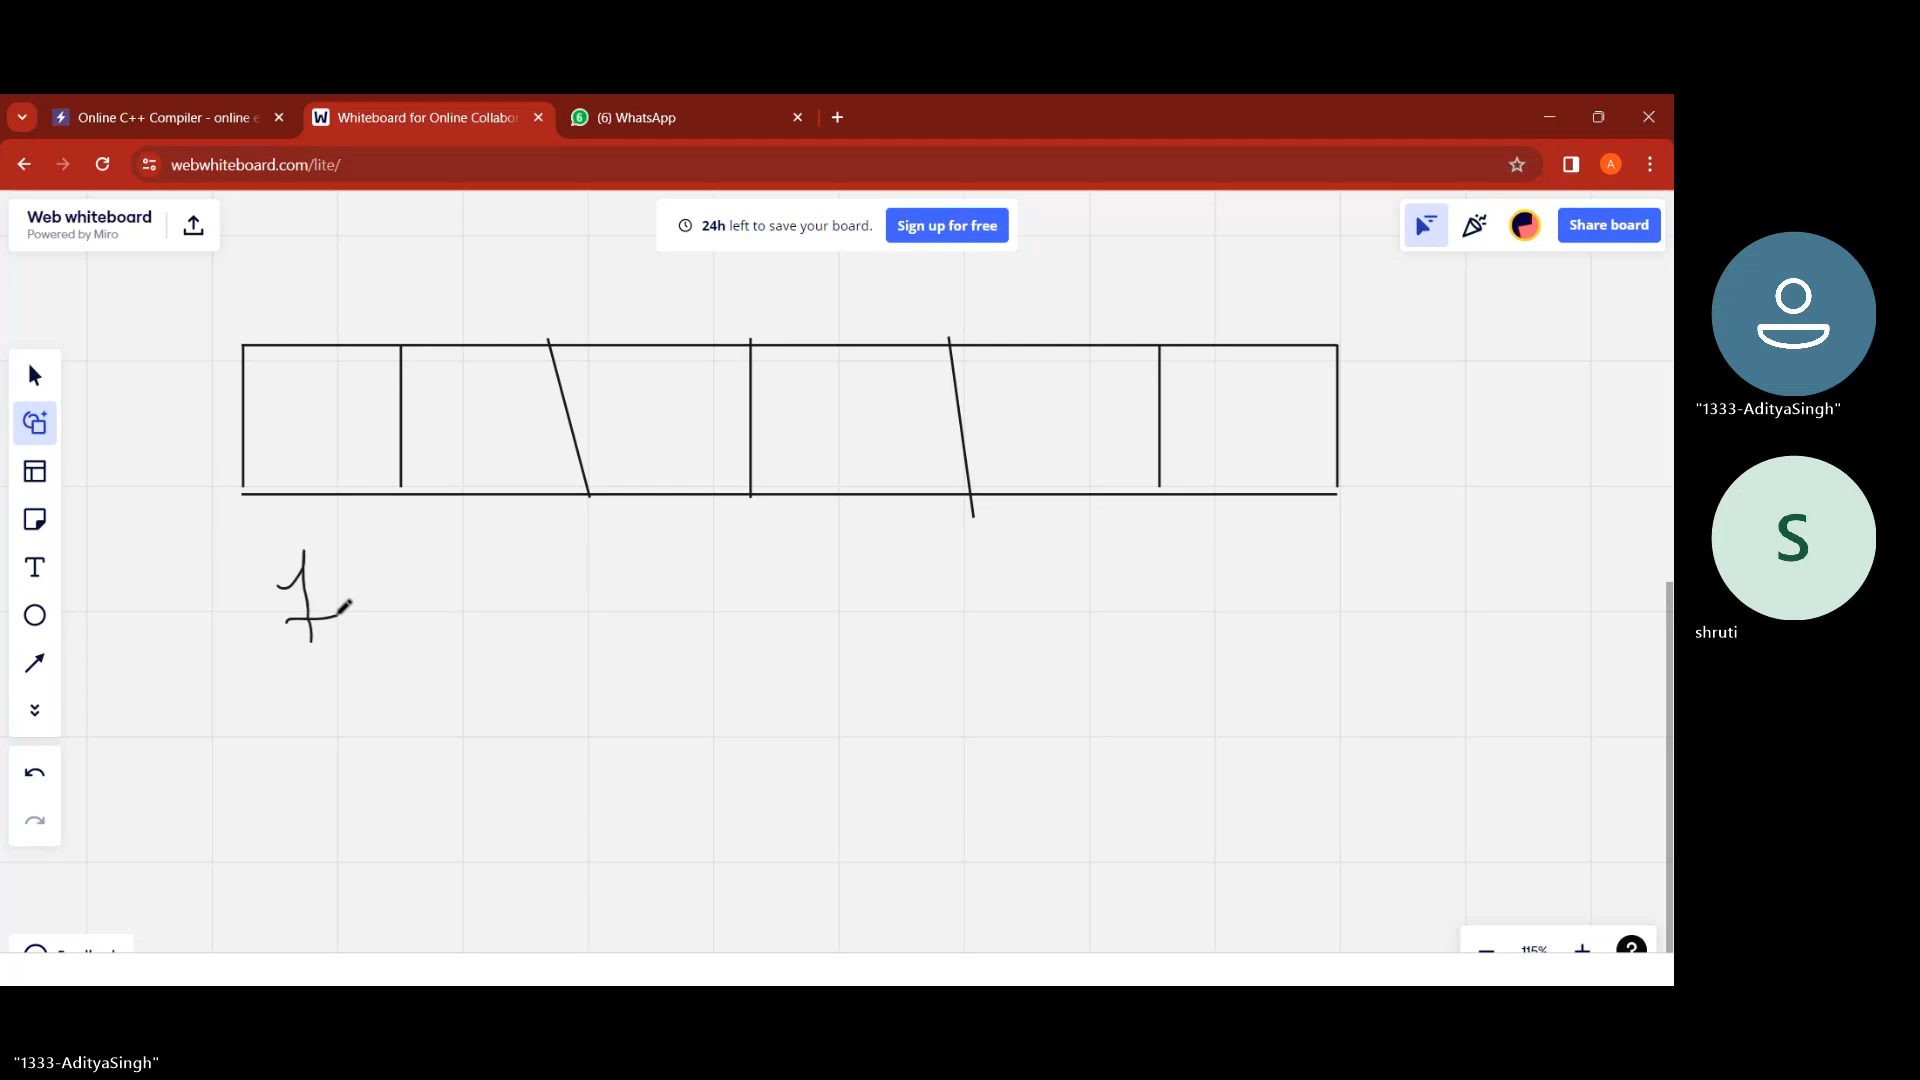 Online C++ Compiler - online e
Whiteboard for Online Collabor
(6) WhatsApp
webwhiteboard.com/lite/
Web whiteboard
Powered by Miro
24h left to save your board.
Sign up for free
Share board
A
T
1
115%
?
"1333-AdityaSingh"
S
shruti
"1333-AdityaSingh"